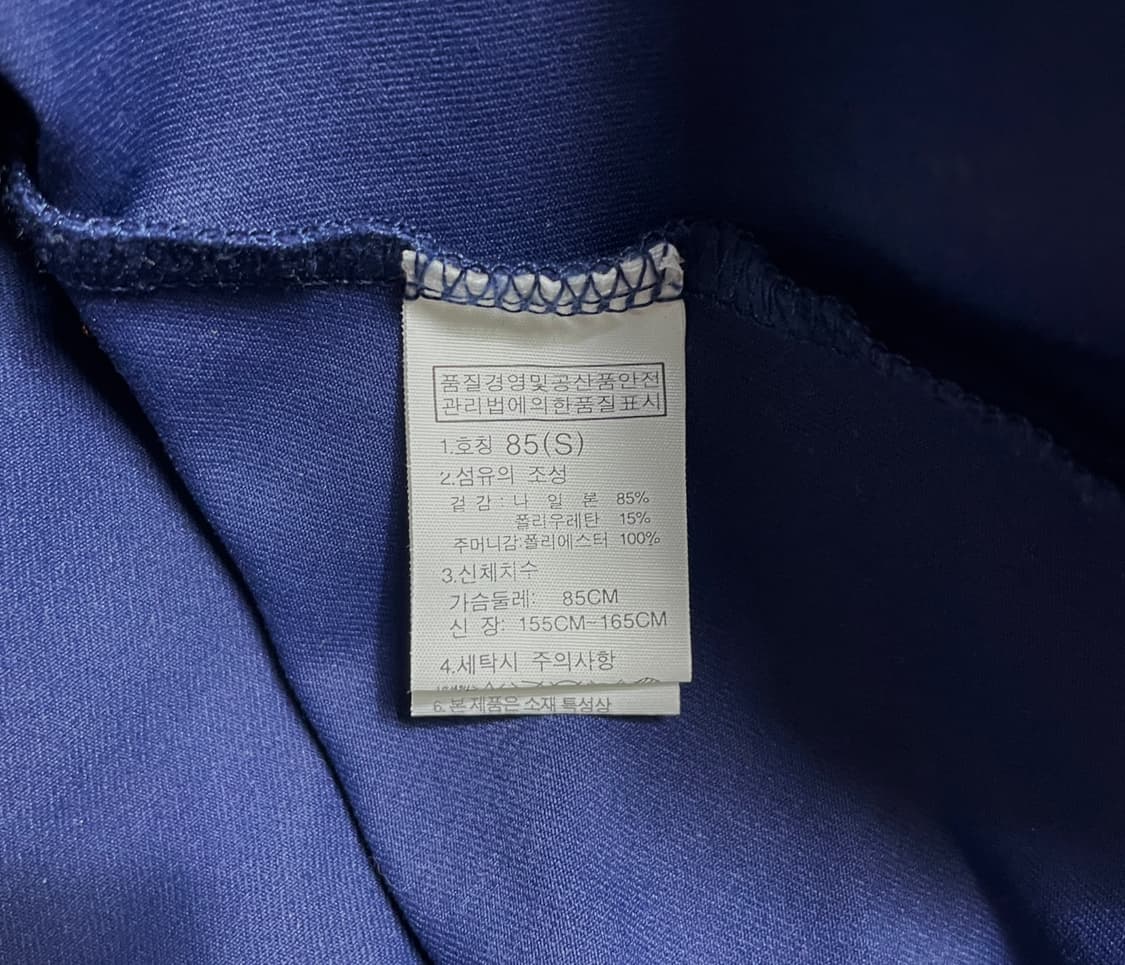 품질경영및공산품안전
관리법에의한품질표시
1.호칭 85(S)
2.섬유의 조성
겉 감 : 나 일 론 85%
폴리우레탄 15%
주머니감:폴리에스터 100%
3.신체치수
가슴둘레: 85CM
신 장: 155CM-165CM
4.세탁시 주의사항
6.본 제품은 소재 특성상